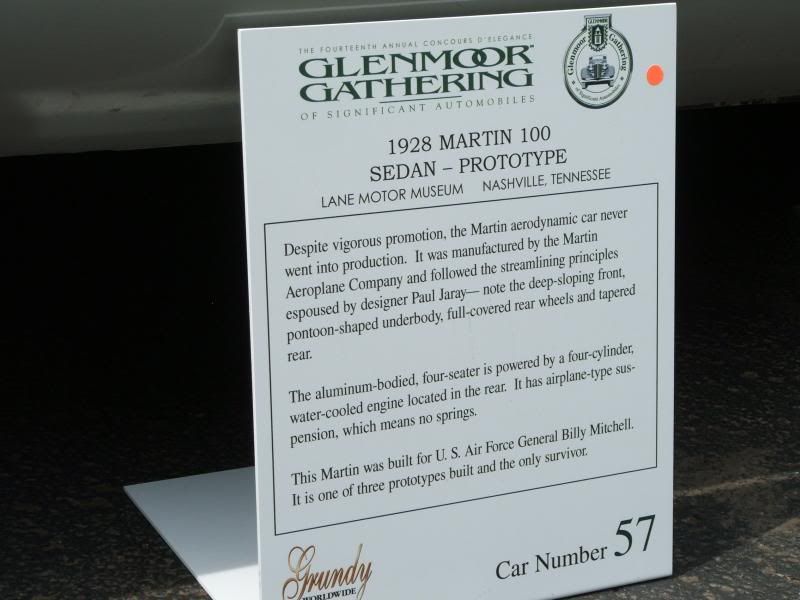 THE FOURTEENTH ANNUAL CONCOURS D'ELEGANCE
GLENMOOR
GATHERING
OF SIGNIFICANT AUTOMOBILES
GLENMOOR
Glenmoor Gathering
of Significant Automobiles
1928 MARTIN 100
SEDAN – PROTOTYPE
LANE MOTOR MUSEUM NASHVILLE, TENNESSEE
Despite vigorous promotion, the Martin aerodynamic car never
went into production. It was manufactured by the Martin
Aeroplane Company and followed the streamlining principles
espoused by designer Paul Jaray— note the deep-sloping front,
pontoon-shaped underbody, full-covered rear wheels and tapered
rear.
The aluminum-bodied, four-seater is powered by a four-cylinder,
water-cooled engine located in the rear. It has airplane-type sus-
pension, which means no springs.
This Martin was built for U. S. Air Force General Billy Mitchell.
It is one of three prototypes built and the only survivor.
Grundy
WORLDWIDE
Car Number 57